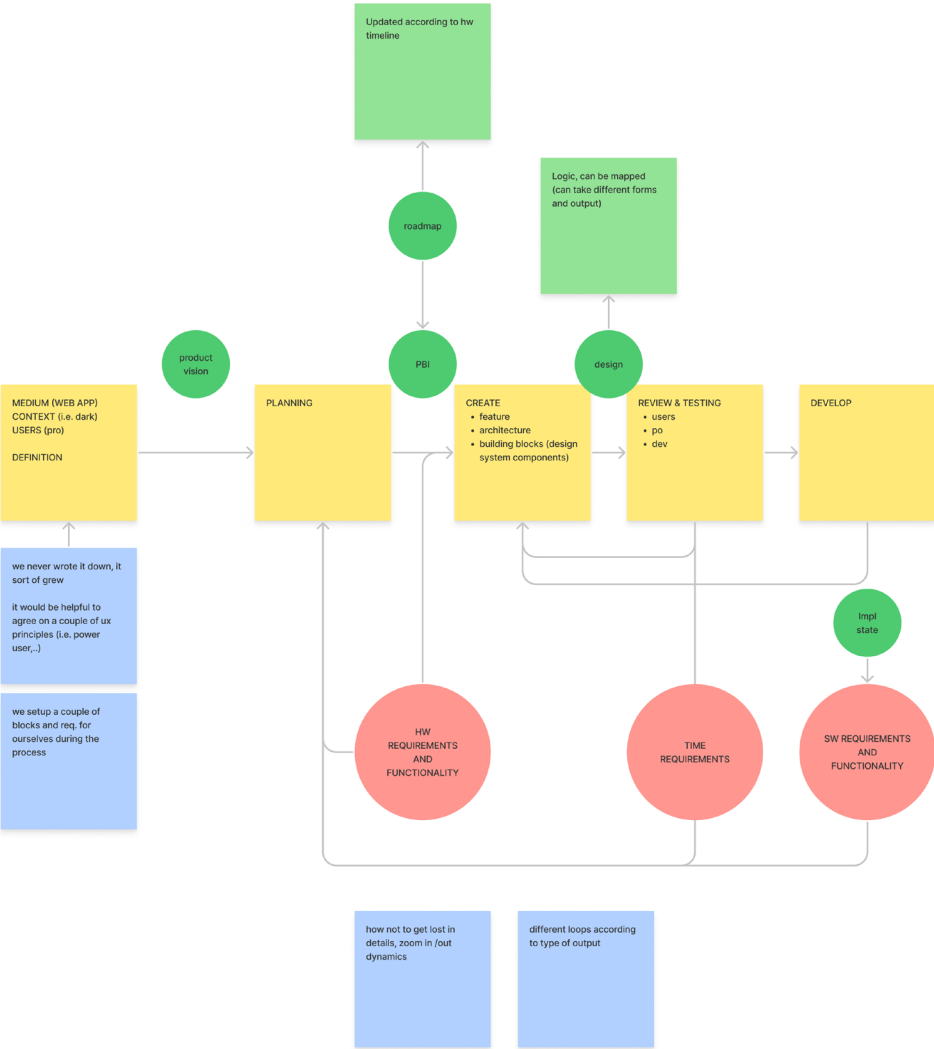 Updated according to hw
timeline
roadmap
Logic, can be mapped
(can take different forms
and output)
product
vision
PBI
design
MEDIUM (WEB APP)
CONTEXT (i.e. dark)
USERS (pro)
DEFINITION
PLANNING
CREATE
• feature
• architecture
• building blocks (design
system components)
REVIEW & TESTING
• users
• po
• dev
DEVELOP
we never wrote it down, it
sort of grew
it would be helpful to
agree on a couple of ux
principles (i.e. power
user,..)
Impl
state
we setup a couple of
blocks and req. for
ourselves during the
process
HW
REQUIREMENTS
AND
FUNCTIONALITY
TIME
REQUIREMENTS
SW REQUIREMENTS
AND
FUNCTIONALITY
how not to get lost in
details, zoom in /out
dynamics
different loops according
to type of output